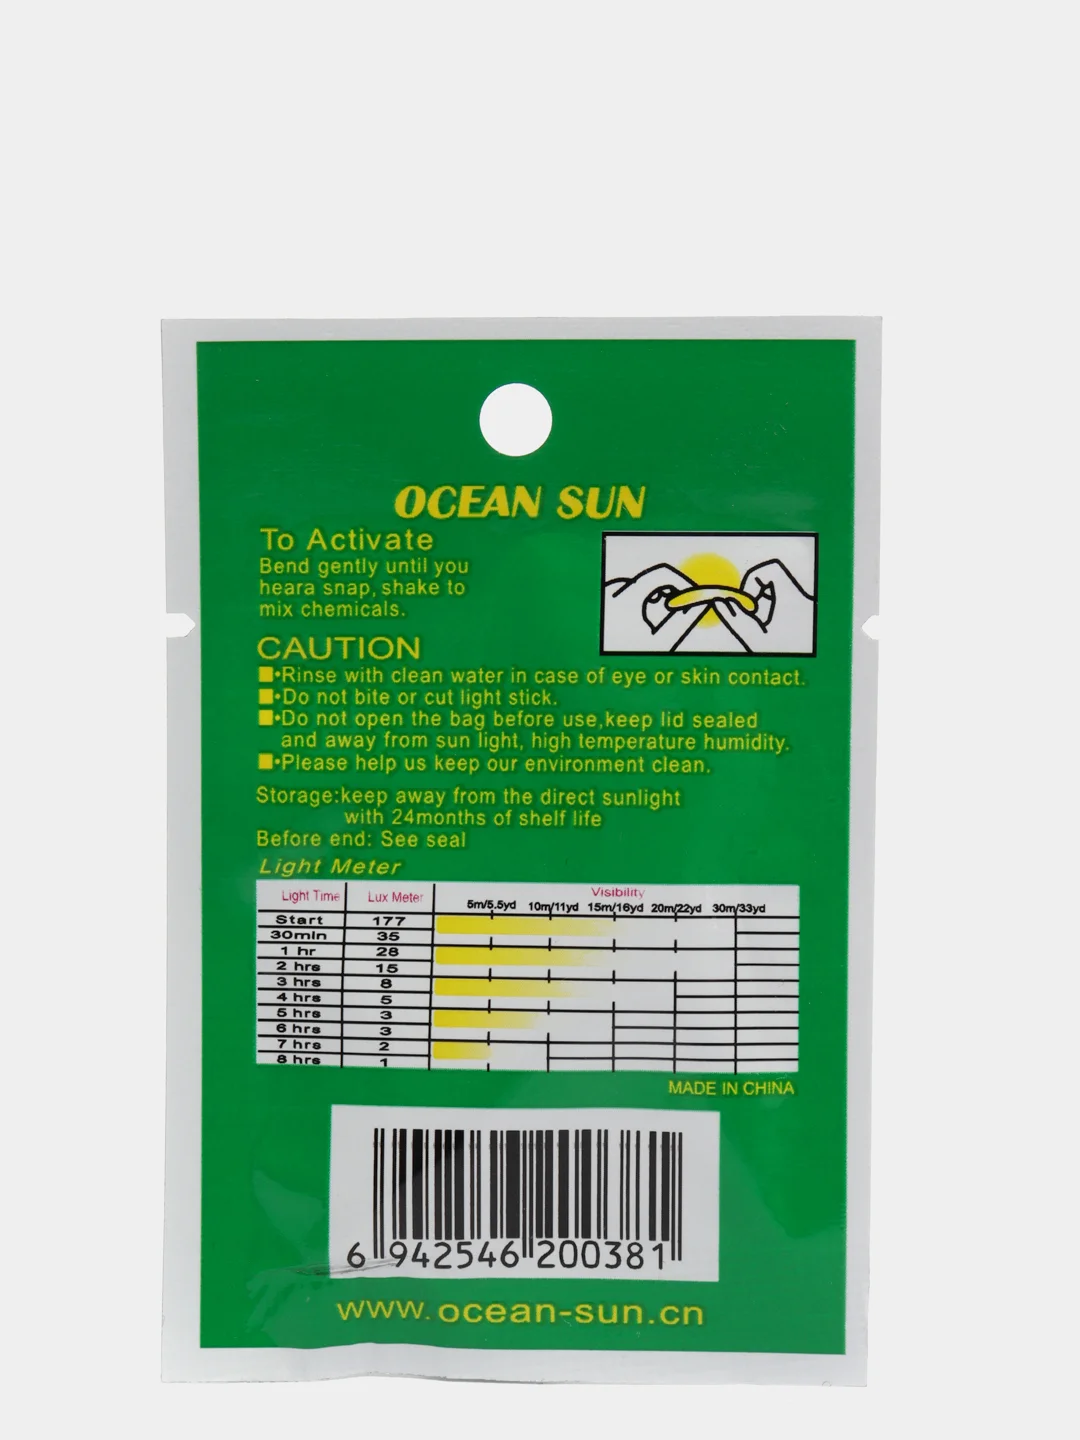 OCEAN SUN
To Activate
Bend gently until you
heara snap, shake to
mix chemicals.
CAUTION
•Rinse with clean water in case of eye or skin contact.
•Do not bite or cut light stick.
•Do not open the bag before use,keep lid sealed
and away from sun light, high temperature humidity.
•Please help us keep our environment clean.
Storage:keep away from the direct sunlight
with 24months of shelf life
Before end: See seal
Light Meter
Light Time Lux Meter Visibility
5m/5.5yd 10m/11yd 15m/16yd 20m/22yd 30m/33yd
Start 177
30min 35
1 hr 28
2 hrs 15
3 hrs 8
4 hrs 5
5 hrs 3
6 hrs 3
7 hrs 2
8 hrs 1
MADE IN CHINA
6 942546 200381
www.ocean-sun.cn